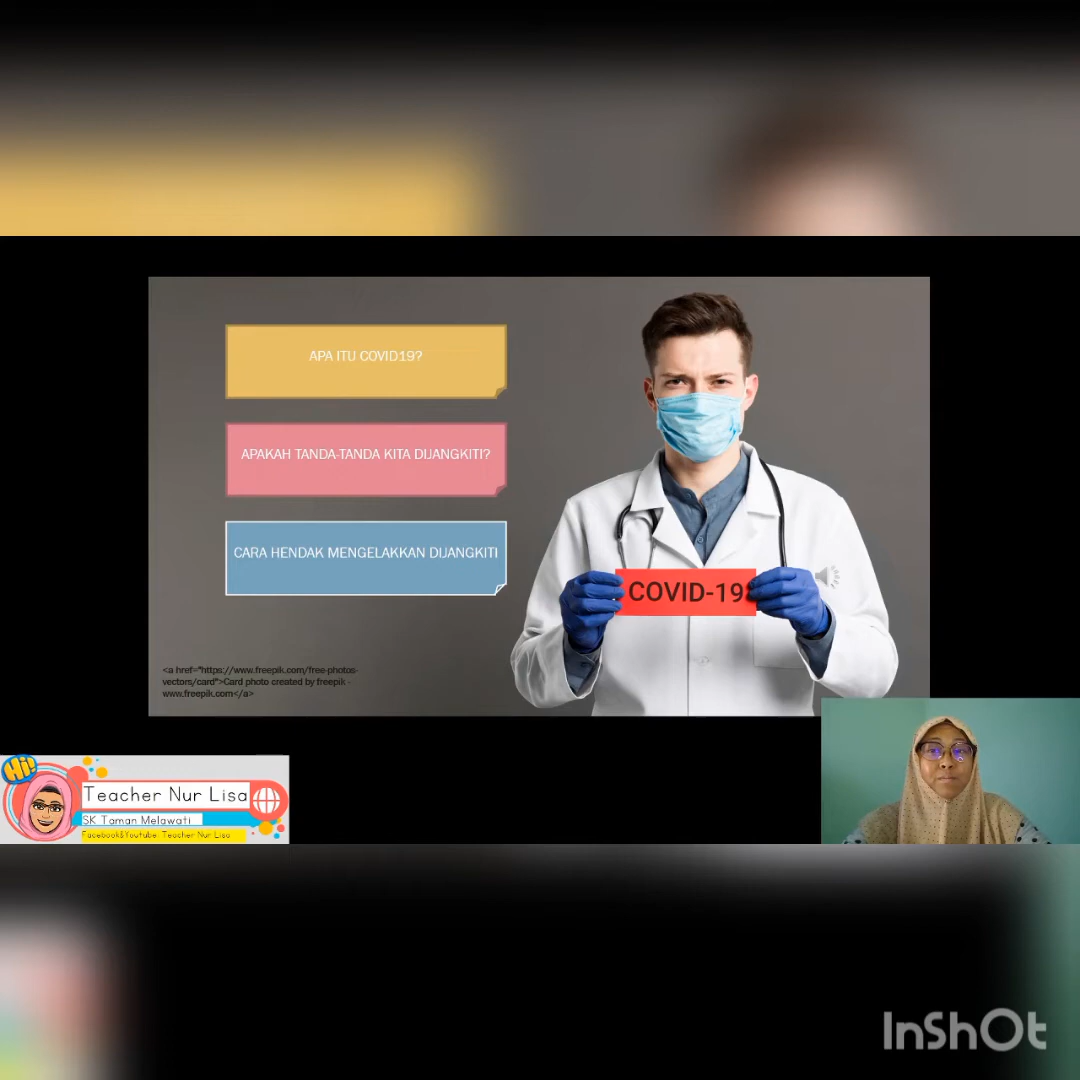 APA ITU COVID19?
APAKAH TANDA-TANDA KITA DIJANGKITI?
CARA HENDAK MENGELAKKAN DIJANGKITI
COVID-19
<a href="https://www.freepik.com/free-photos-
vectors/card">Card photo created by freepik -
www.freepik.com</a>
Hi!
Teacher Nur Lisa
SK Taman Melawati
Facebook&Youtube: Teacher Nur Lisa
InShOt